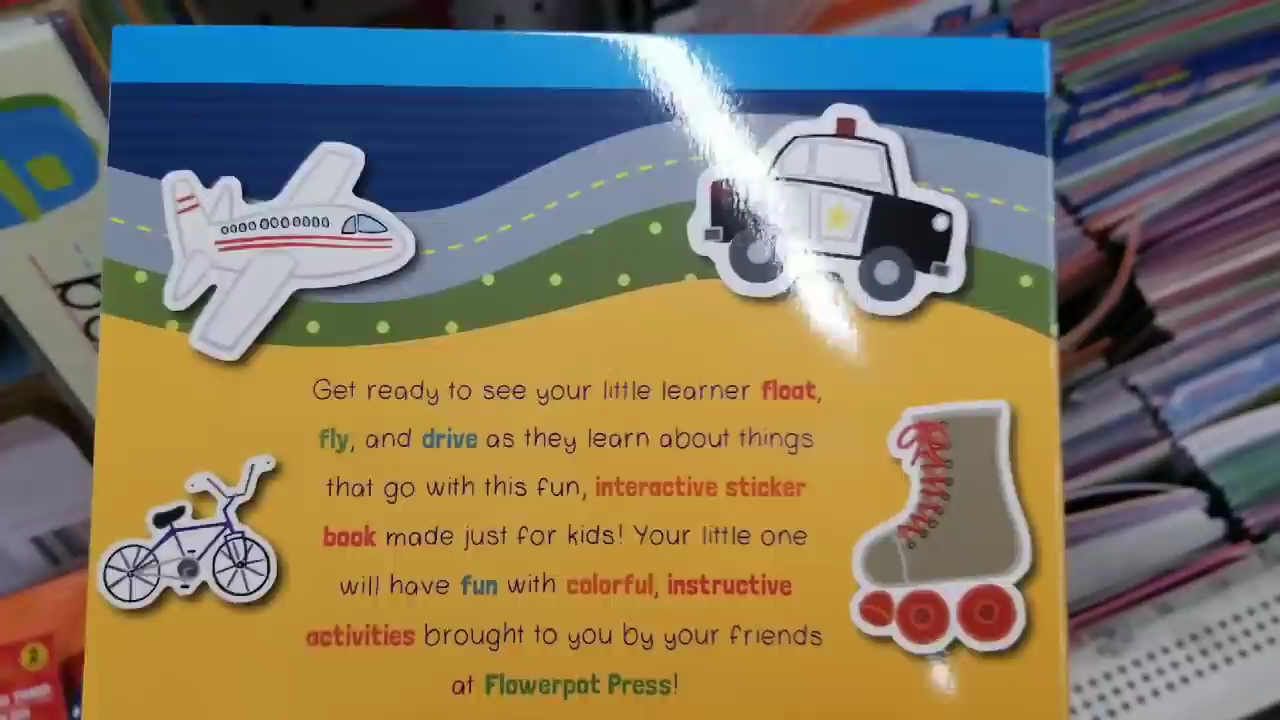 Get ready to see your little learner float,
fly, and drive as they learn about things
that go with this fun, interactive sticker
book made just for kids! Your little one
will have fun with colorful, instructive
activities brought to you by your friends
at Flowerpot Press!